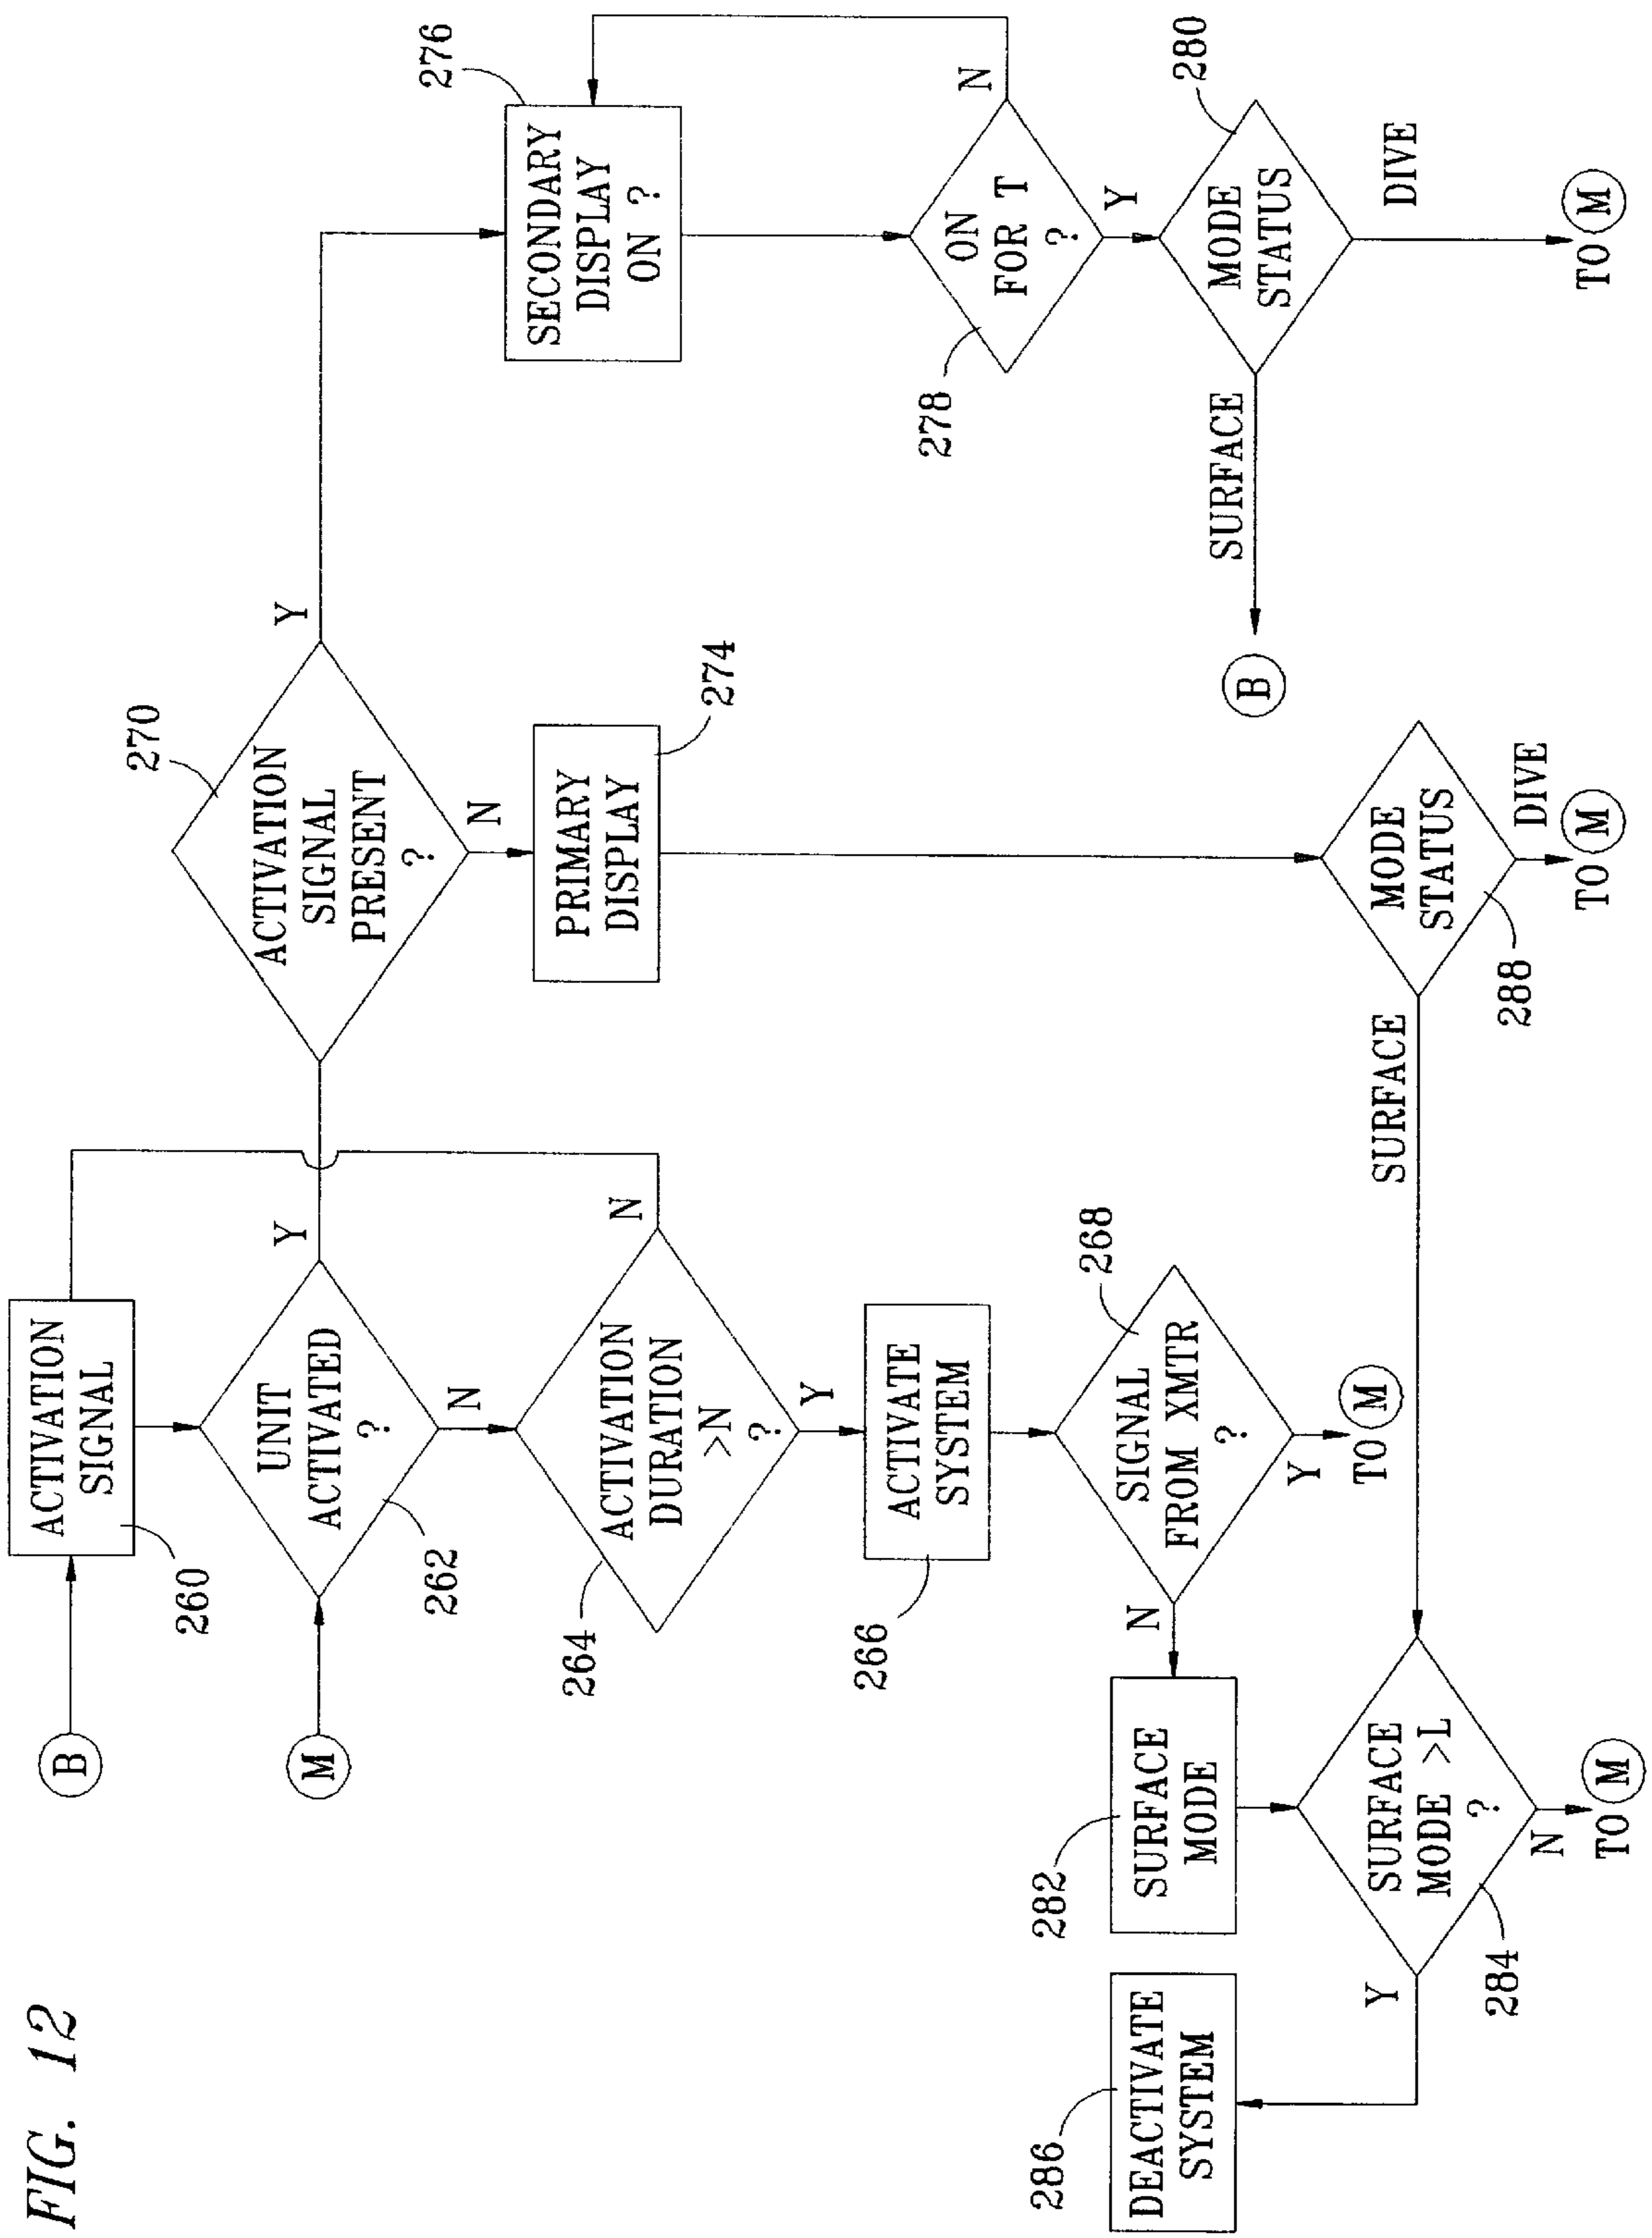 FIG. 12
B
ACTIVATION
SIGNAL
260
M
UNIT
ACTIVATED
?
262
Y
N
ACTIVATION
DURATION
>N
?
264
N
Y
ACTIVATE
SYSTEM
266
SIGNAL
FROM XMTR
?
268
N
Y
TO M
SURFACE
MODE
282
SURFACE
MODE >L
?
284
Y
N
TO M
DEACTIVATE
SYSTEM
286
ACTIVATION
SIGNAL
PRESENT
?
270
Y
N
PRIMARY
DISPLAY
274
MODE
STATUS
288
SURFACE
DIVE
TO M
SECONDARY
DISPLAY
ON ?
276
ON
FOR T
?
278
N
Y
MODE
STATUS
280
SURFACE
B
DIVE
TO M